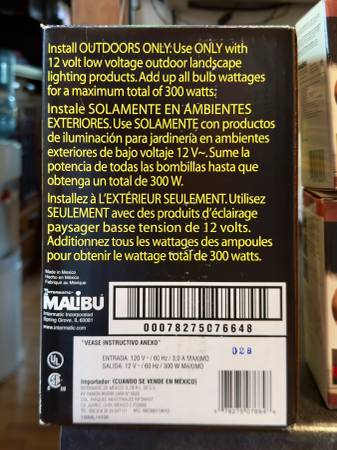 Install OUTDOORS ONLY: Use ONLY with
12 volt low voltage outdoor landscape
lighting products. Add up all bulb wattages
for a maximum total of 300 watts.
Instale SOLAMENTE EN AMBIENTES
EXTERIORES. Use SOLAMENTE con productos
de iluminación para jardinería en ambientes
exteriores de bajo voltaje 12 V~. Sume la
potencia de todas las bombillas hasta que
obtenga un total de 300 W.
Installez à L'EXTÉRIEUR SEULEMENT. Utilisez
SEULEMENT avec des produits d'éclairage
paysager basse tension de 12 volts.
Additionnez tous les wattages des ampoules
pour obtenir le wattage total de 300 watts.
Made in Mexico
Hecho en México
Fabriqué au Mexique
INTERMATIC
MALIBU
Intermatic Incorporated
Spring Grove, IL 60081
www.intermatic.com
00078275076648
"VEASE INSTRUCTIVO ANEXO"
028
ENTRADA: 120 V~ / 60 Hz / 3,0 A MAXIMO
SALIDA: 12 V~ / 60 Hz / 300 W MAXIMO
UL
Importador: (CUANDO SE VENDE EN MÉXICO)